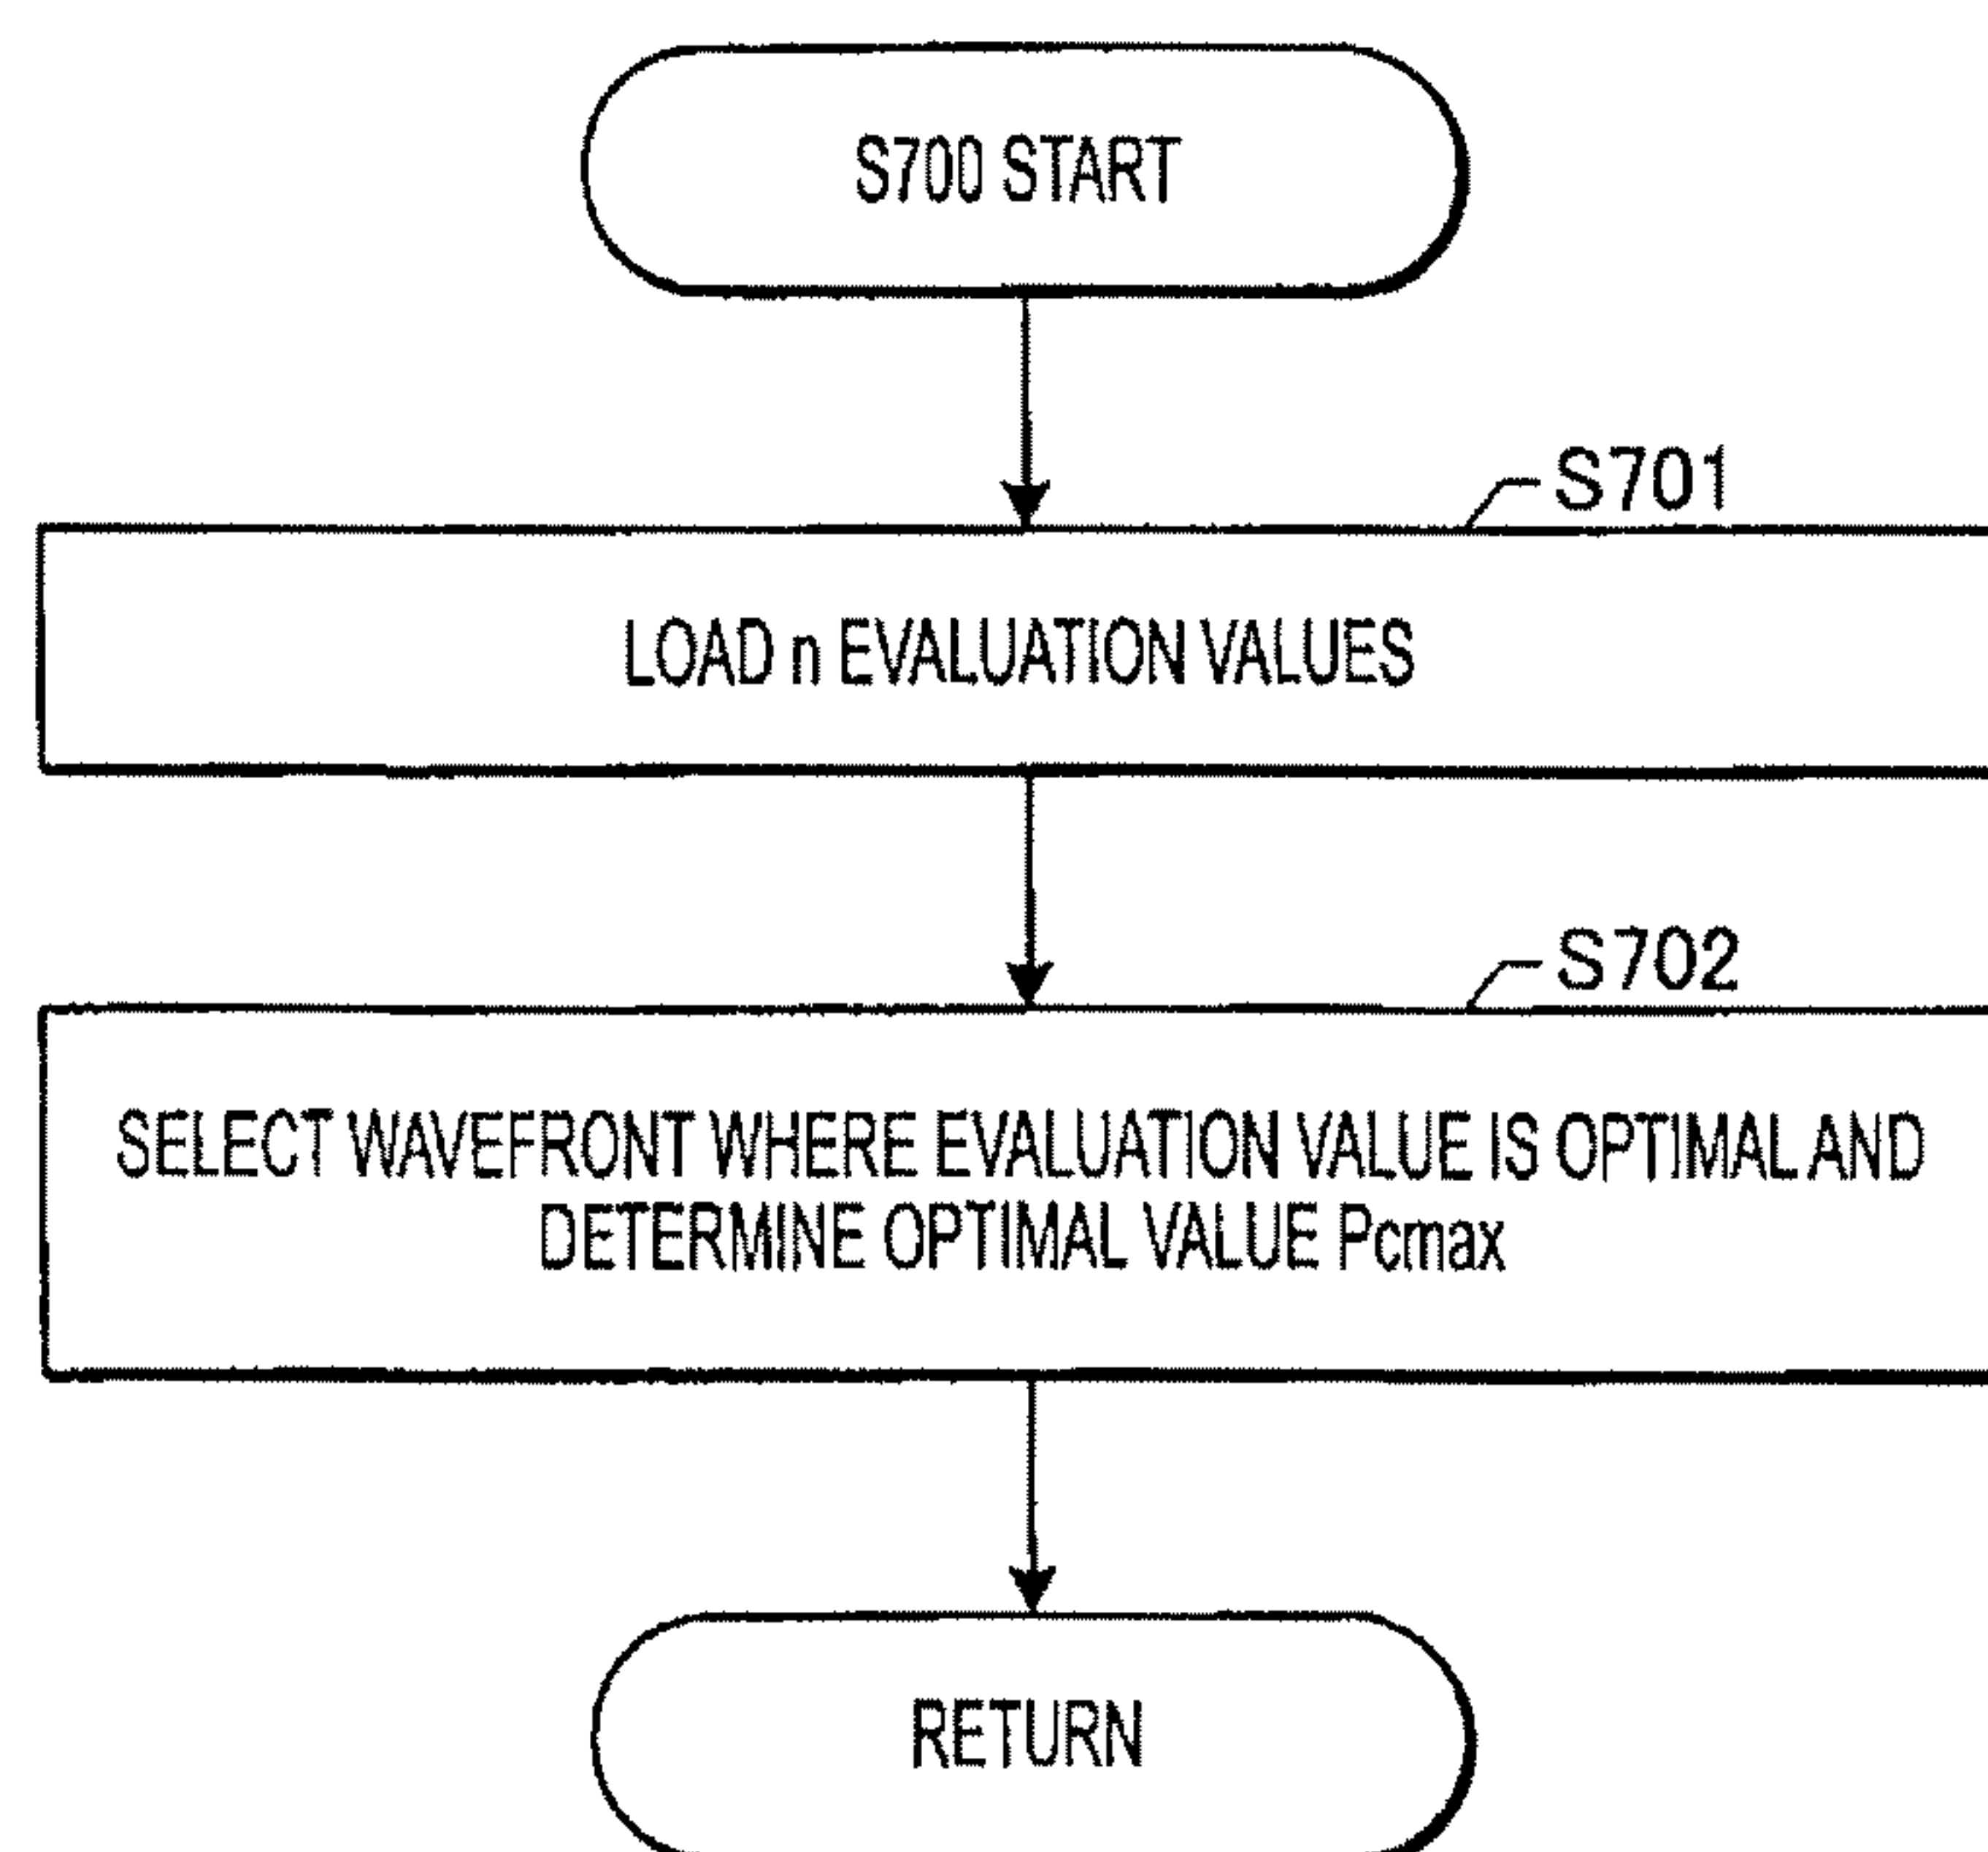 S700 START
S701
LOAD n EVALUATION VALUES
S702
SELECT WAVEFRONT WHERE EVALUATION VALUE IS OPTIMAL AND
DETERMINE OPTIMAL VALUE Pcmax
RETURN